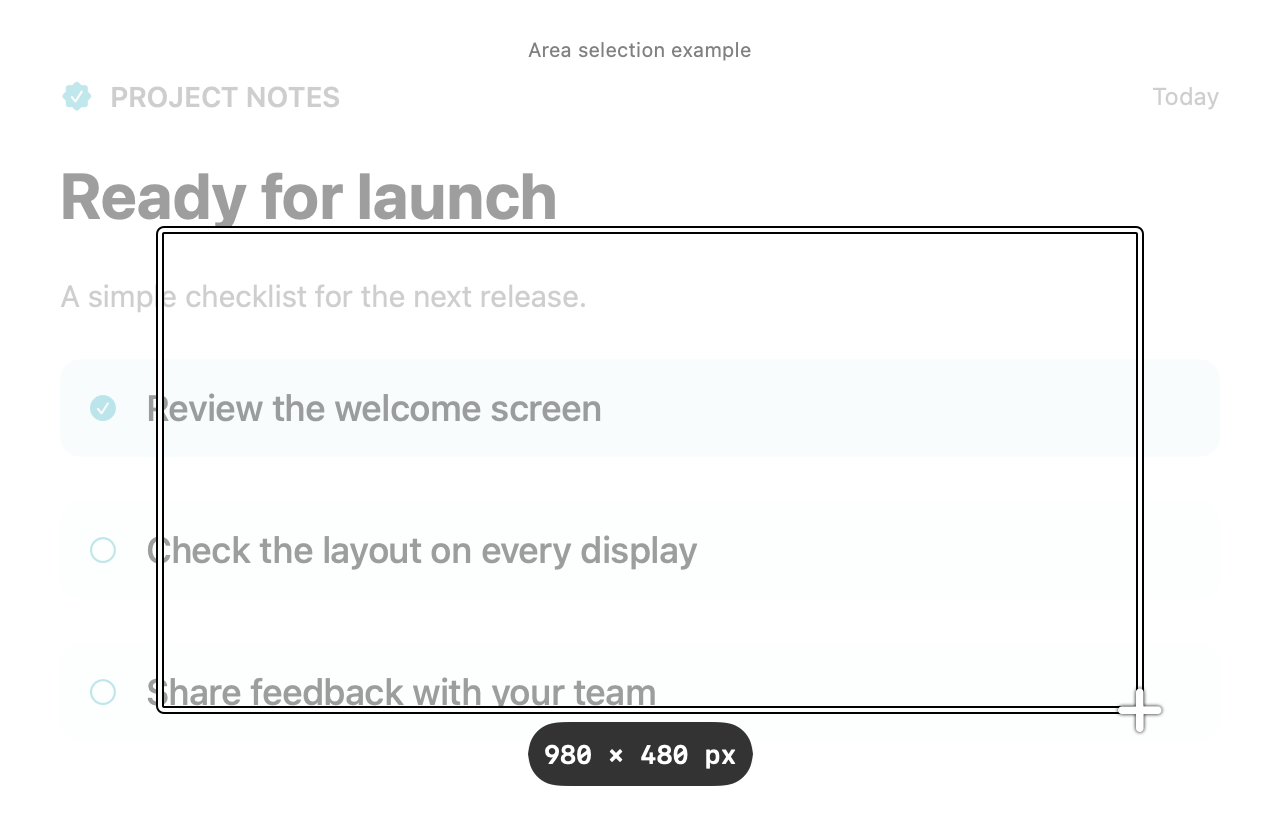 Area selection example
PROJECT NOTES
Today
Ready for launch
A simple checklist for the next release.
Review the welcome screen
Check the layout on every display
Share feedback with your team
980 × 480 px